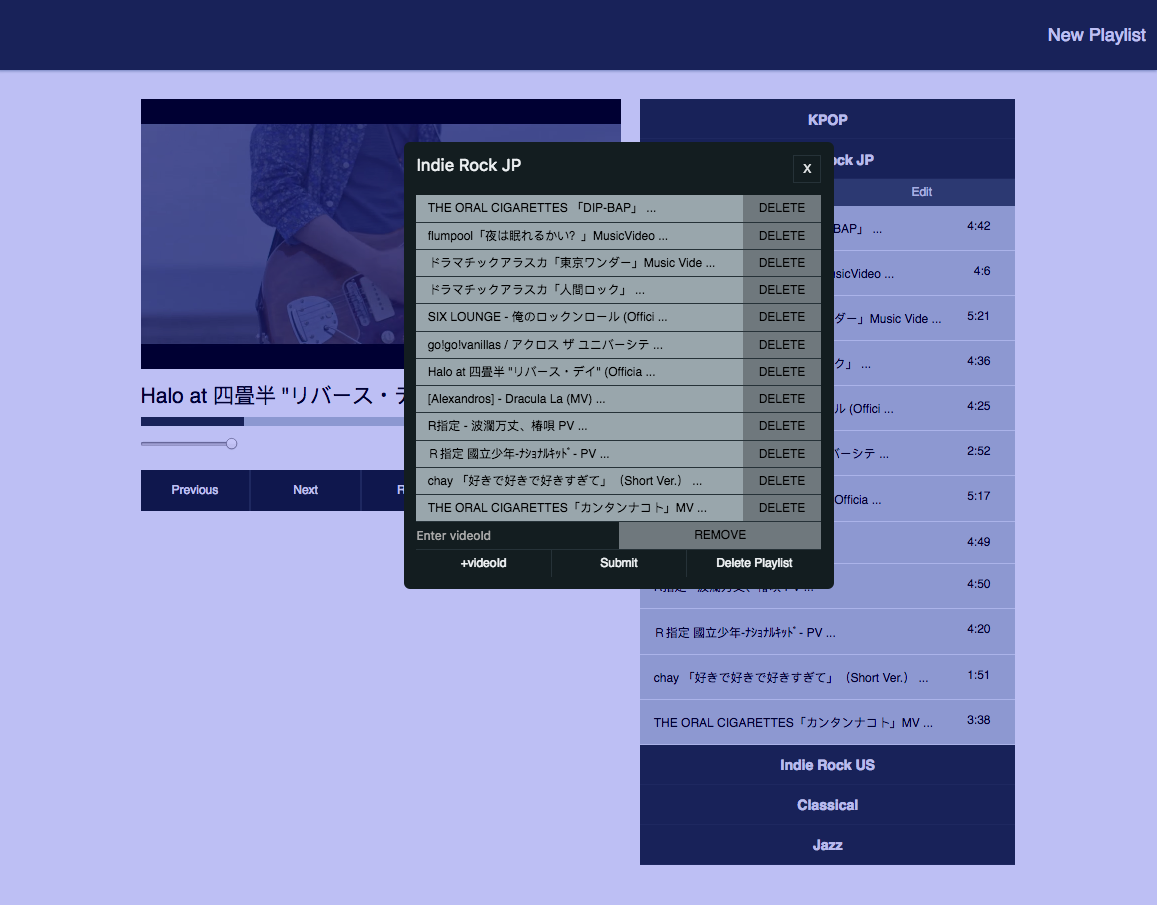 New Playlist
KPOP
ock JP
Edit
BAP」 ... 4:42
usicVideo ... 4:6
ダー」Music Vide ... 5:21
ク」 ... 4:36
ル (Offici ... 4:25
バーシテ ... 2:52
Officia ... 5:17
4:49
R指定 - 波瀾万丈、椿唄 PV ... 4:50
Ｒ指定 國立少年-ﾅｼｮﾅﾙｷｯﾄﾞ- PV ... 4:20
chay 「好きで好きで好きすぎて」（Short Ver.） ... 1:51
THE ORAL CIGARETTES「カンタンナコト」MV ... 3:38
Indie Rock US
Classical
Jazz
Halo at 四畳半 "リバース・デ
Previous Next R
Indie Rock JP X
THE ORAL CIGARETTES 「DIP-BAP」 ... DELETE
flumpool「夜は眠れるかい？」MusicVideo ... DELETE
ドラマチックアラスカ「東京ワンダー」Music Vide ... DELETE
ドラマチックアラスカ「人間ロック」 ... DELETE
SIX LOUNGE - 俺のロックンロール (Offici ... DELETE
go!go!vanillas / アクロス ザ ユニバーシテ ... DELETE
Halo at 四畳半 "リバース・デイ" (Officia ... DELETE
[Alexandros] - Dracula La (MV) ... DELETE
R指定 - 波瀾万丈、椿唄 PV ... DELETE
Ｒ指定 國立少年-ﾅｼｮﾅﾙｷｯﾄﾞ- PV ... DELETE
chay 「好きで好きで好きすぎて」（Short Ver.） ... DELETE
THE ORAL CIGARETTES「カンタンナコト」MV ... DELETE
Enter videoId REMOVE
+videoId Submit Delete Playlist